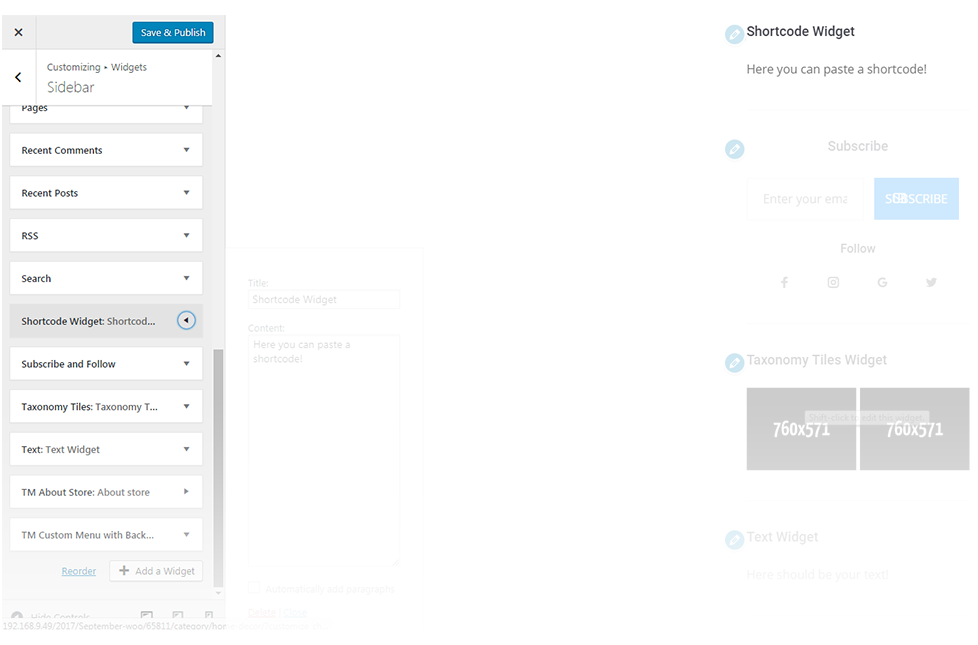 Save & Publish
Customizing ▸ Widgets
Sidebar
Pages
Recent Comments
Recent Posts
RSS
Search
Shortcode Widget: Shortcod...
Subscribe and Follow
Taxonomy Tiles: Taxonomy T...
Text: Text Widget
TM About Store: About store
TM Custom Menu with Back...
Reorder
Add a Widget
Hide Controls
192.168.9.49/2017/September-woo/65811/category/hor
Title:
Shortcode Widget
Content:
Here you can paste a
shortcode!
Automatically add paragraphs
Delete | Close
Shortcode Widget
Here you can paste a shortcode!
Subscribe
Enter your ema
SUBSCRIBE
Follow
Taxonomy Tiles Widget
Shift-click to edit this widget.
760x571
760x571
Text Widget
Here should be your text!